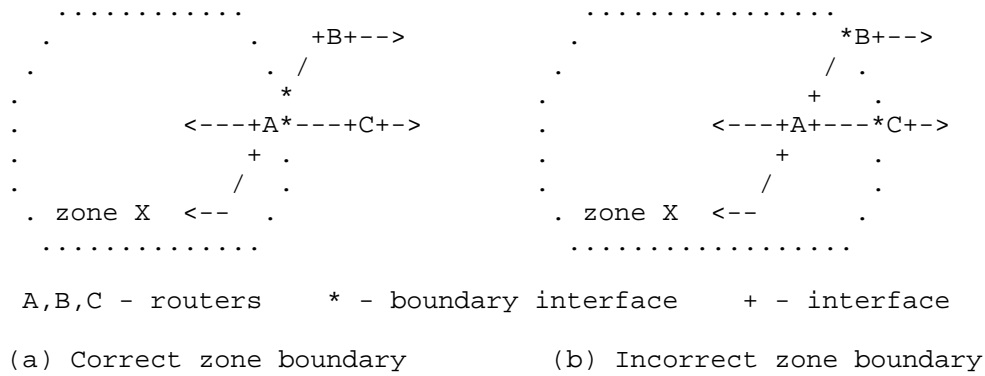 +B+--> *B+-->
<---+A*---+C+-> <---+A+---*C+->
zone X <-- zone X <--
A,B,C - routers * - boundary interface + - interface
(a) Correct zone boundary (b) Incorrect zone boundary